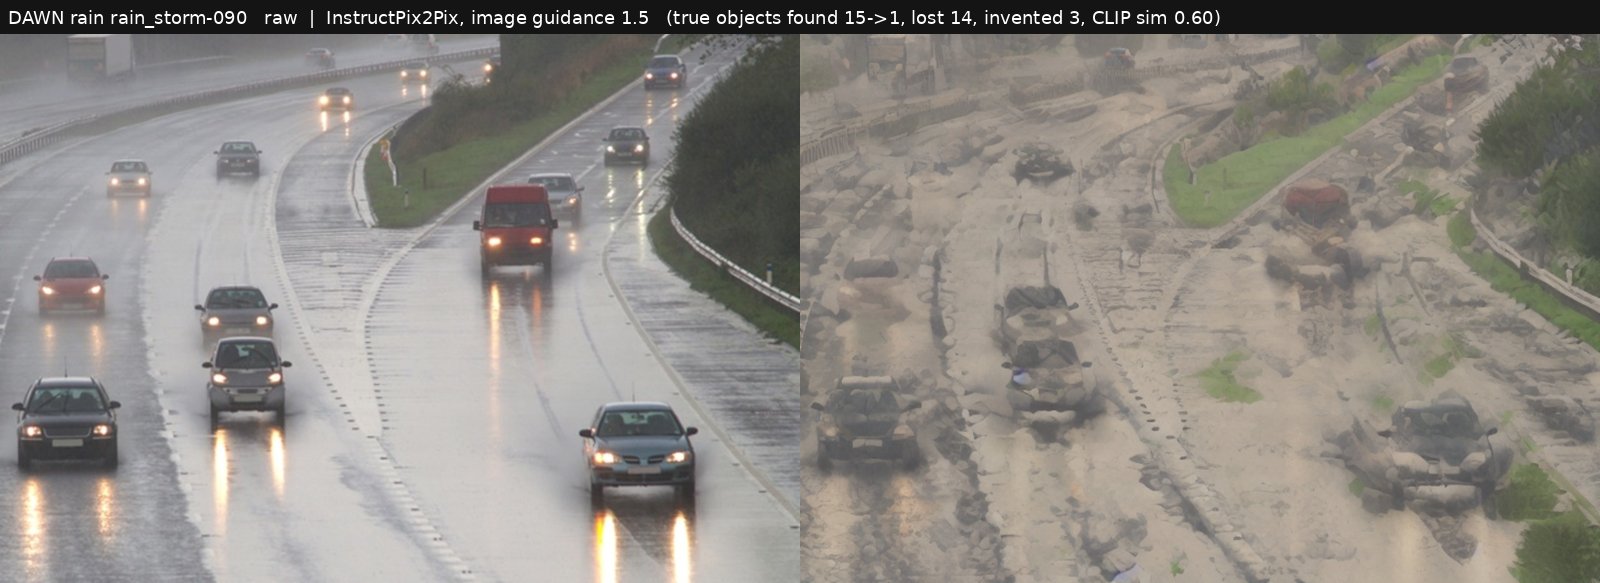 DAWN rain rain_storm-090   raw  |  InstructPix2Pix, image guidance 1.5   (true objects found 15->1, lost 14, invented 3, CLIP sim 0.60)